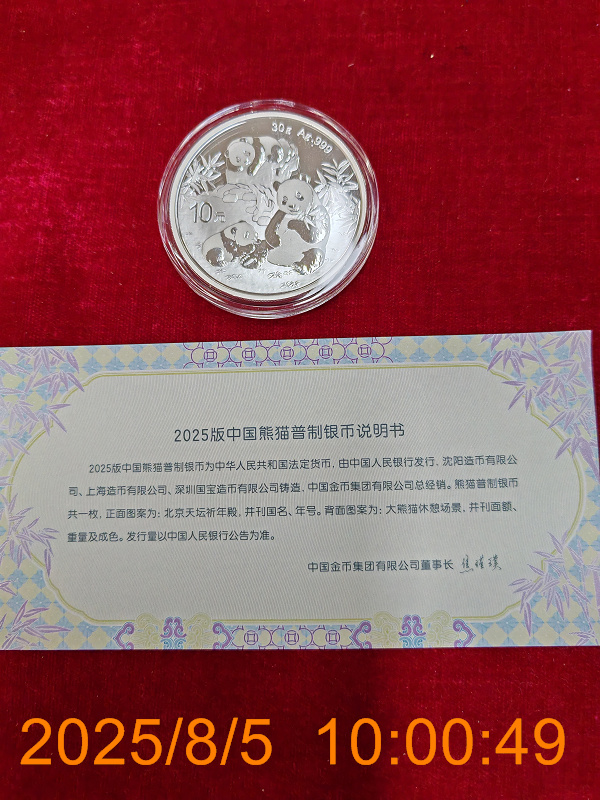 30g Ag.999
10元
2025版中国熊猫普制银币说明书
2025版中国熊猫普制银币为中华人民共和国法定货币，由中国人民银行发行，沈阳造币有限公
司、上海造币有限公司、深圳国宝造币有限公司铸造，中国金币集团有限公司总经销。熊猫普制银币
共一枚，正面图案为：北京天坛祈年殿，并刊国名、年号。背面图案为：大熊猫休憩场景，并刊面额、
重量及成色。发行量以中国人民银行公告为准。
中国金币集团有限公司董事长
2025/8/5 10:00:49